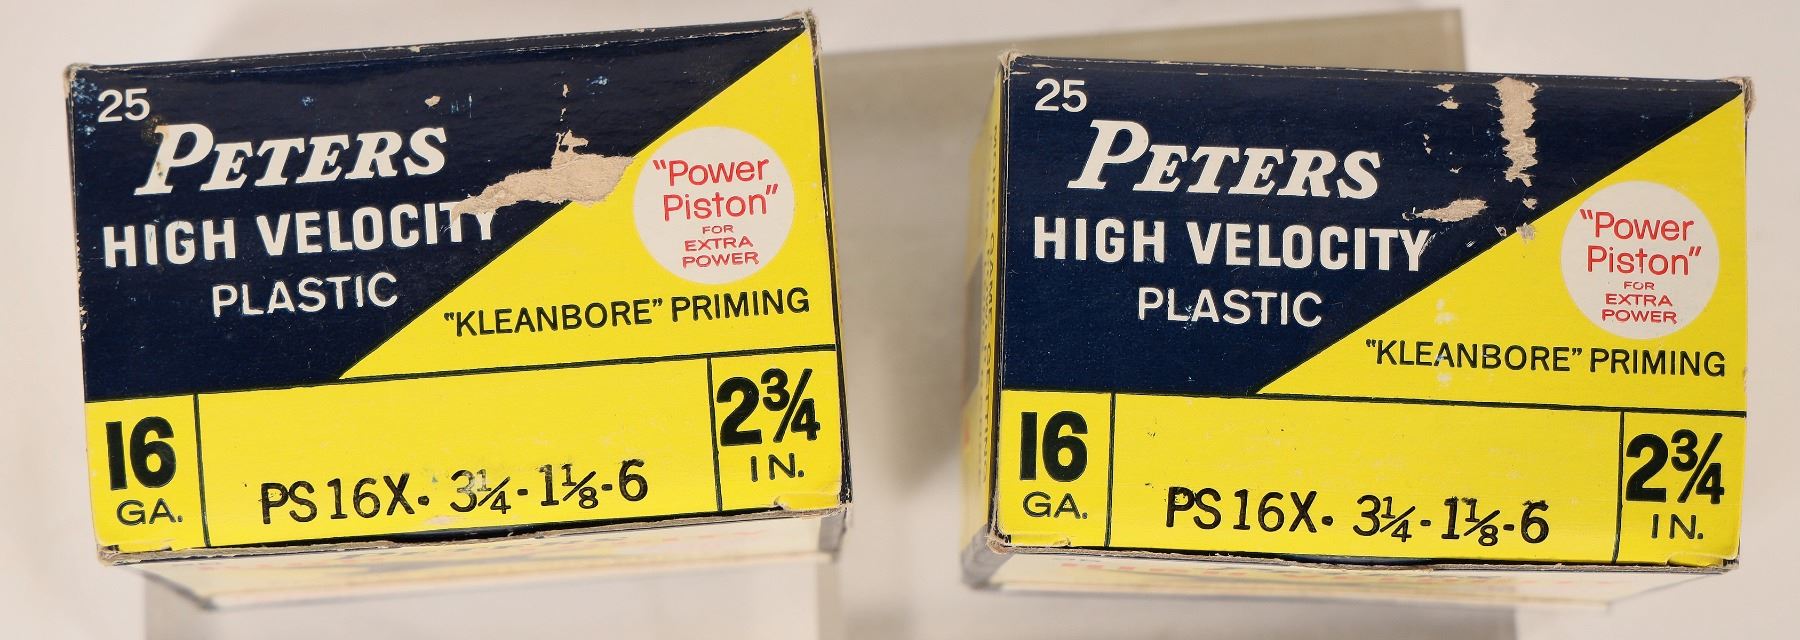 25
PETERS
HIGH VELOCITY
PLASTIC
"Power
Piston"
FOR
EXTRA
POWER
"KLEANBORE" PRIMING
16
GA.
PS16X. 3¼-1⅛-6
2¾
IN.
25
PETERS
HIGH VELOCITY
PLASTIC
"Power
Piston"
FOR
EXTRA
POWER
"KLEANBORE" PRIMING
16
GA.
PS16X. 3¼-1⅛-6
2¾
IN.